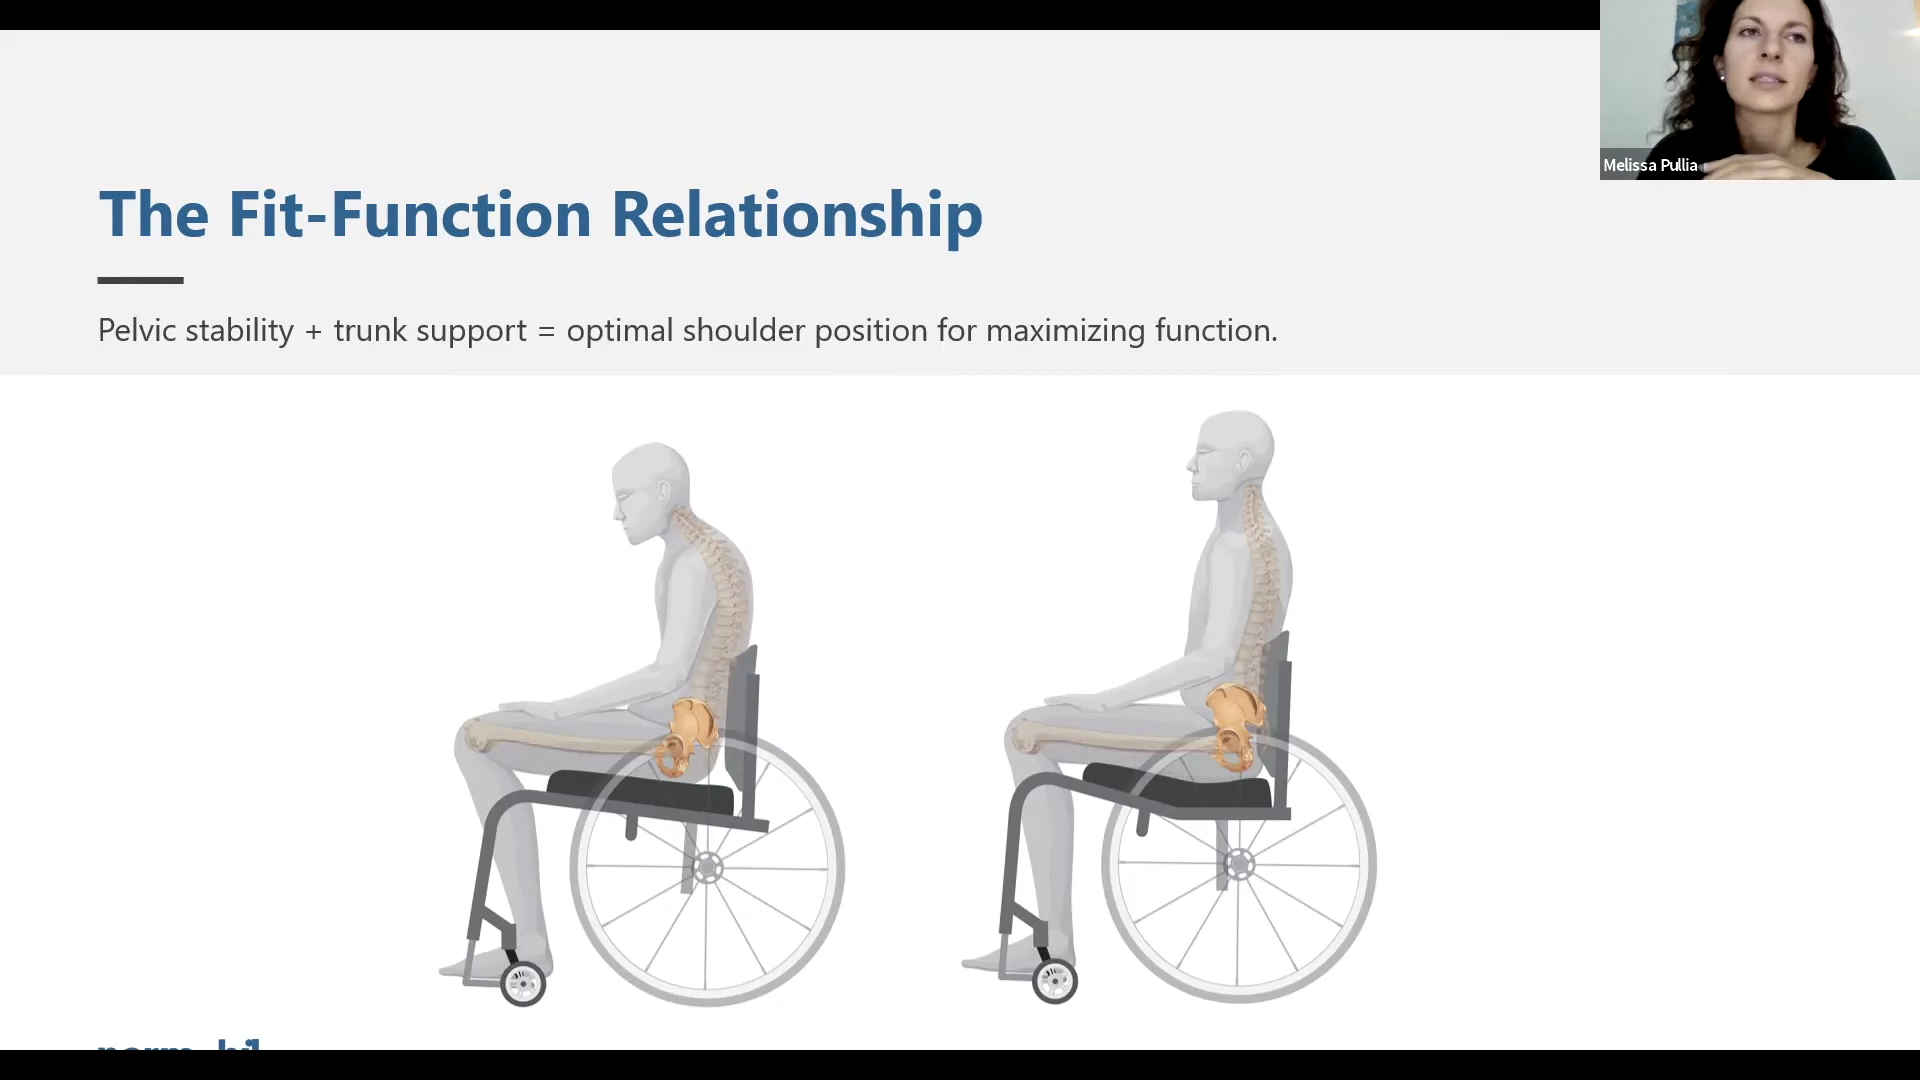 Melissa Pullia
The Fit-Function Relationship
Pelvic stability + trunk support = optimal shoulder position for maximizing function.